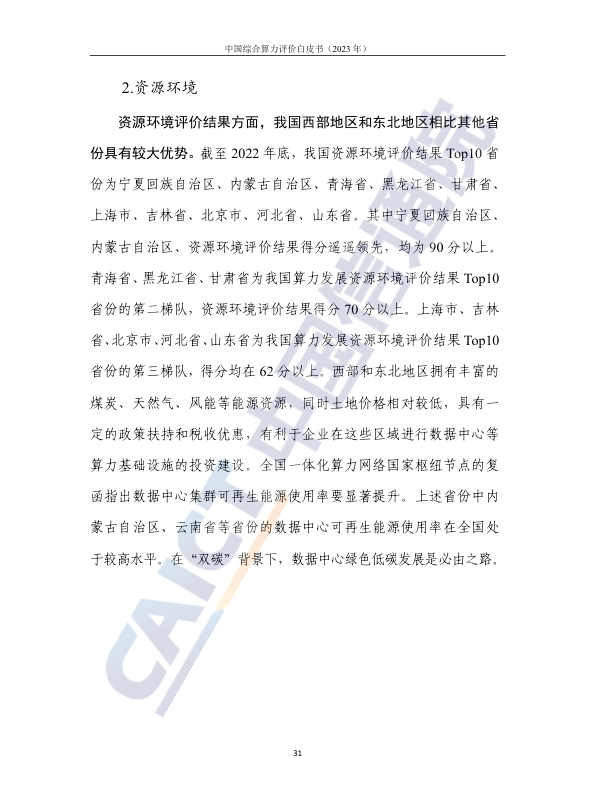 中国综合算力评价白皮书（2023 年）
2.资源环境
资源环境评价结果方面，我国西部地区和东北地区相比其他省
份具有较大优势。截至 2022 年底，我国资源环境评价结果 Top10 省
份为宁夏回族自治区、内蒙古自治区、青海省、黑龙江省、甘肃省、
上海市、吉林省、北京市、河北省、山东省。其中宁夏回族自治区、
内蒙古自治区、资源环境评价结果得分遥遥领先，均为 90 分以上。
青海省、黑龙江省、甘肃省为我国算力发展资源环境评价结果 Top10
省份的第二梯队，资源环境评价结果得分 70 分以上。上海市、吉林
省、北京市、河北省、山东省为我国算力发展资源环境评价结果 Top10
省份的第三梯队，得分均在 62 分以上。西部和东北地区拥有丰富的
煤炭、天然气、风能等能源资源，同时土地价格相对较低，具有一
定的政策扶持和税收优惠，有利于企业在这些区域进行数据中心等
算力基础设施的投资建设。全国一体化算力网络国家枢纽节点的复
函指出数据中心集群可再生能源使用率要显著提升。上述省份中内
蒙古自治区、云南省等省份的数据中心可再生能源使用率在全国处
于较高水平。在“双碳”背景下，数据中心绿色低碳发展是必由之路。
CAICT 中国信通院
31